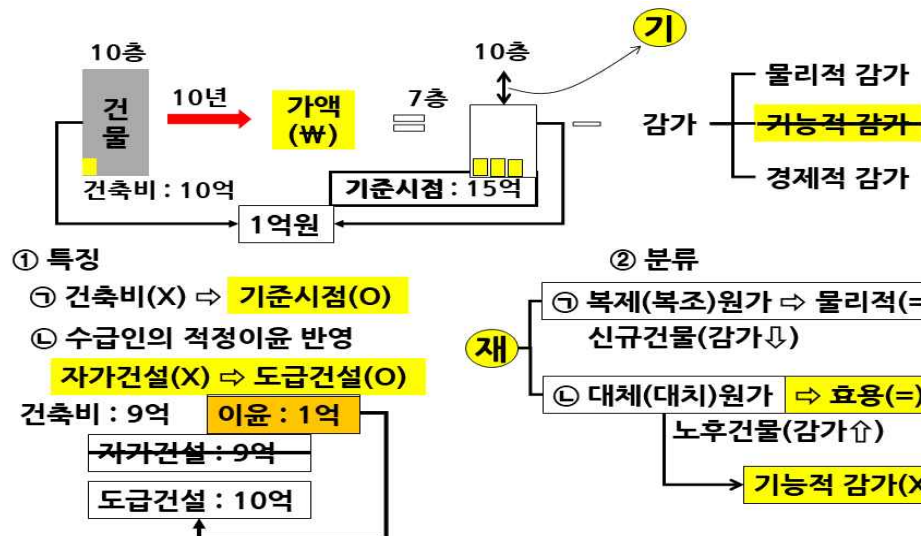 기
10층
10층
건물
10년
가액
(₩)
7층
감가
물리적 감가
기능적 감가
경제적 감가
건축비 : 10억
기준시점 : 15억
1억원
① 특징
㉠ 건축비(X) ⇨ 기준시점(O)
㉡ 수급인의 적정이윤 반영
자가건설(X) ⇨ 도급건설(O)
건축비 : 9억
이윤 : 1억
자가건설 : 9억
도급건설 : 10억
② 분류
재
㉠ 복제(복조)원가 ⇨ 물리적(=
신규건물(감가⇩)
㉡ 대체(대치)원가 ⇨ 효용(=)
노후건물(감가⇧)
기능적 감가(X